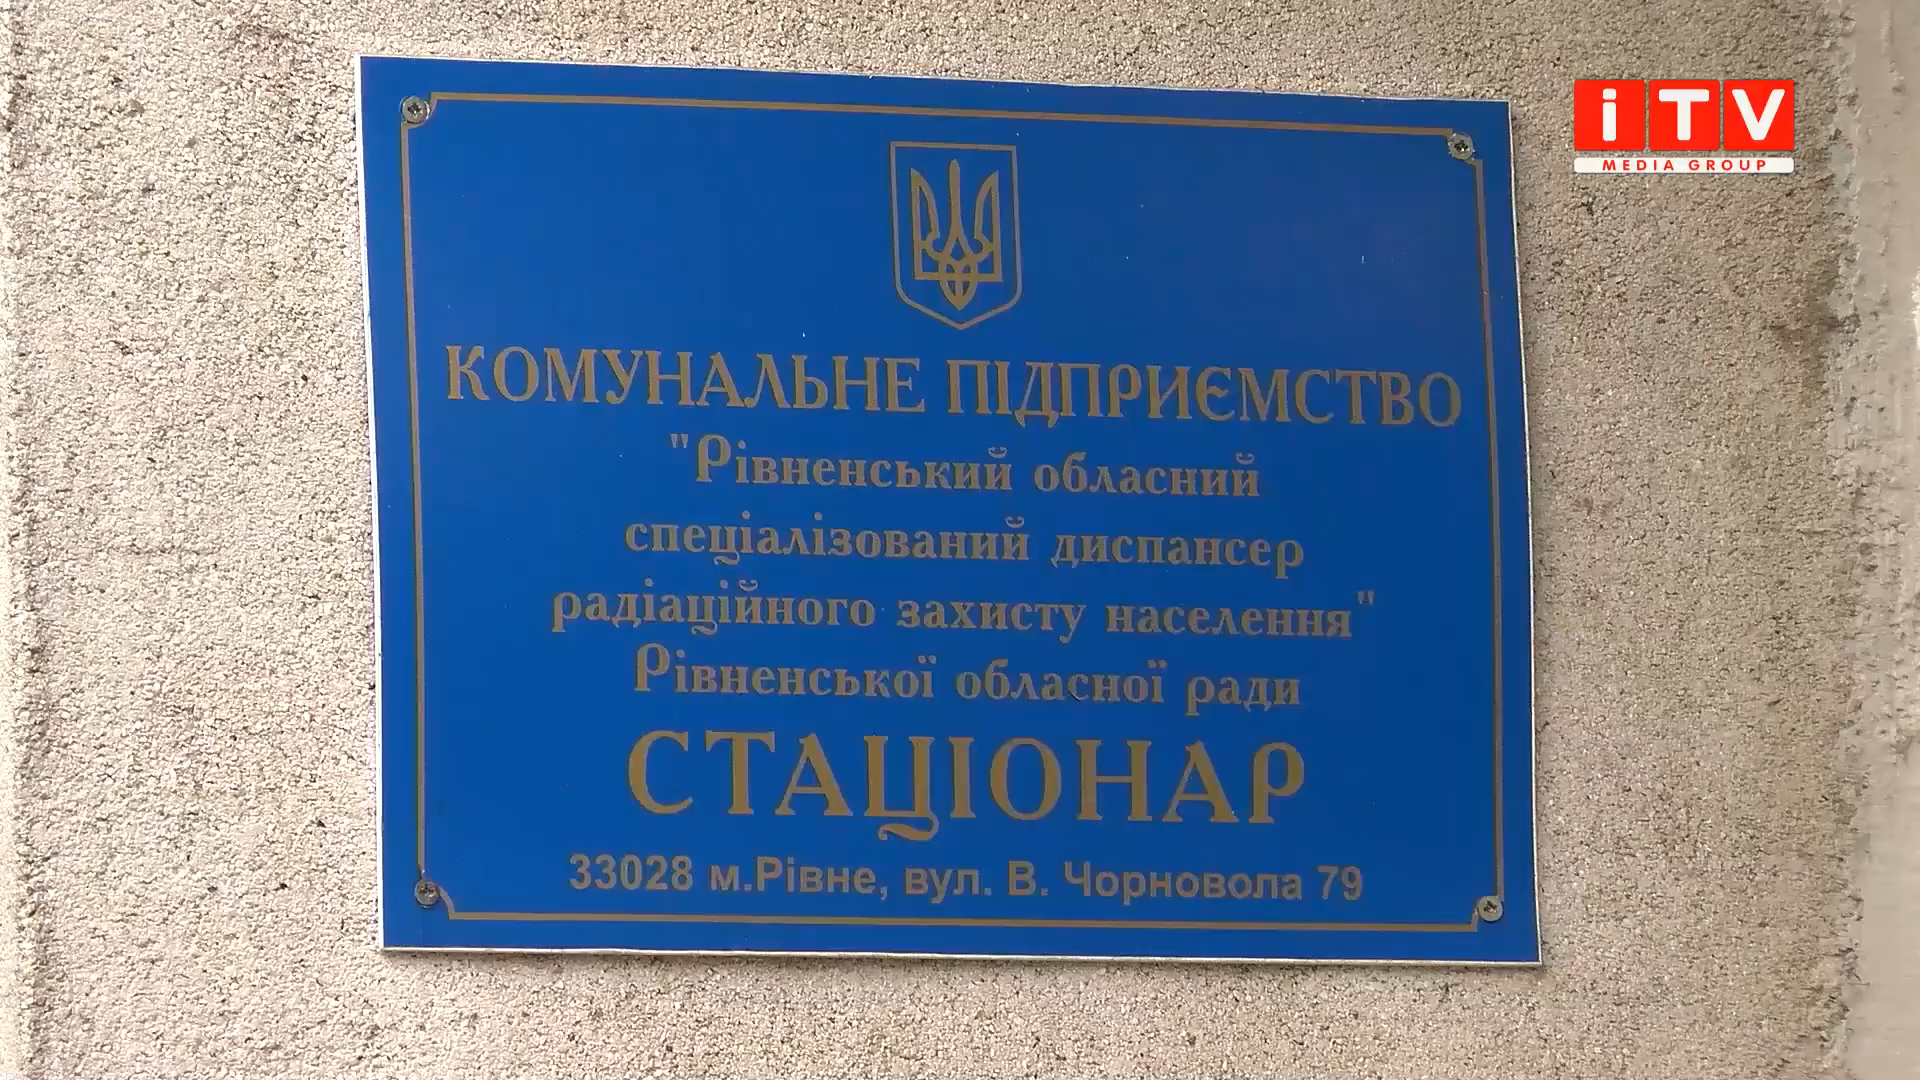 iTV
MEDIA GROUP
КОМУНАЛЬНЕ ПІДПРИЄМСТВО
"Рівненський обласний
спеціалізований диспансер
радіаційного захисту населення"
Рівненської обласної ради
СТАЦІОНАР
33028 м.Рівне, вул. В. Чорновола 79